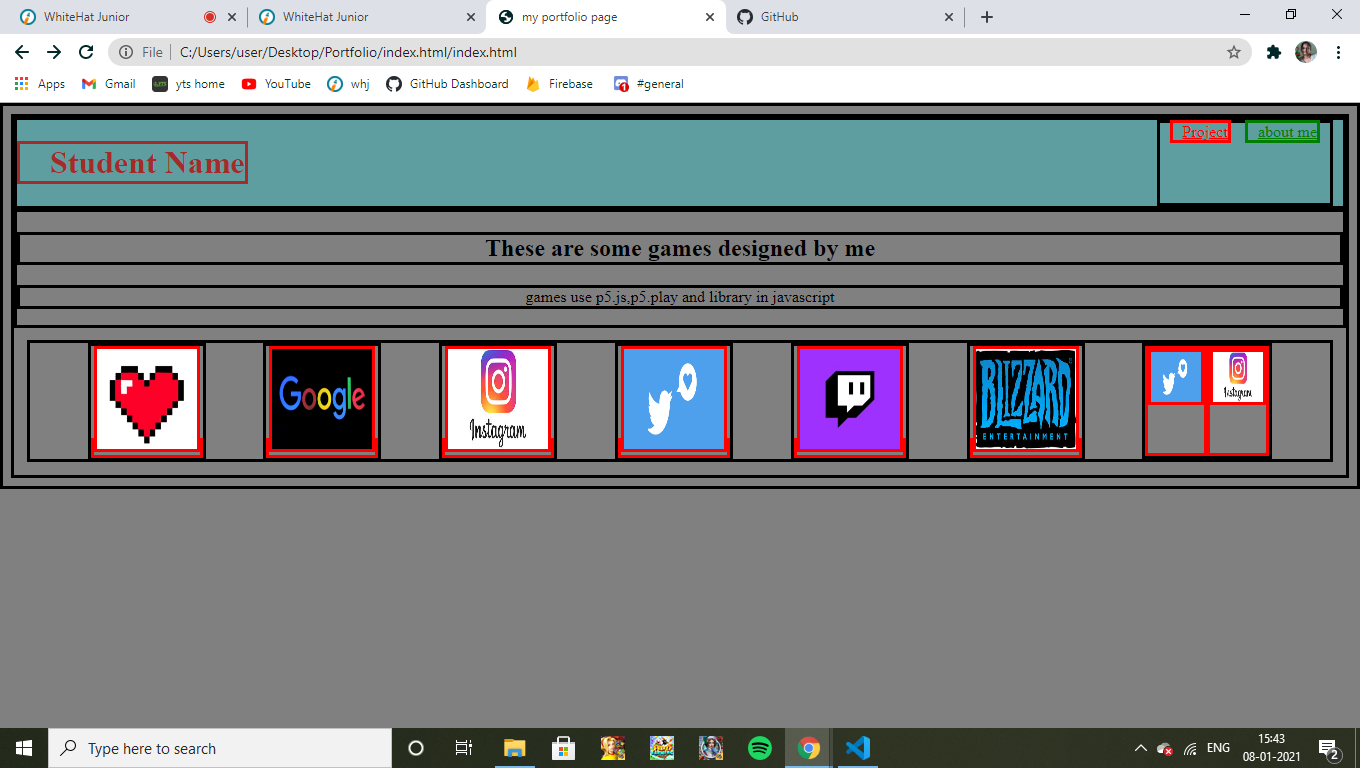 WhiteHat Junior
WhiteHat Junior
my portfolio page
GitHub
File
C:/Users/user/Desktop/Portfolio/index.html/index.html
Apps
Gmail
yts home
YouTube
whj
GitHub Dashboard
Firebase
1
#general
Student Name
Project
about me
These are some games designed by me
games use p5.js,p5.play and library in javascript
Google
Instagram
BLIZZARD
ENTERTAINMENT
Instagram
Type here to search
ENG
15:43
08-01-2021
2